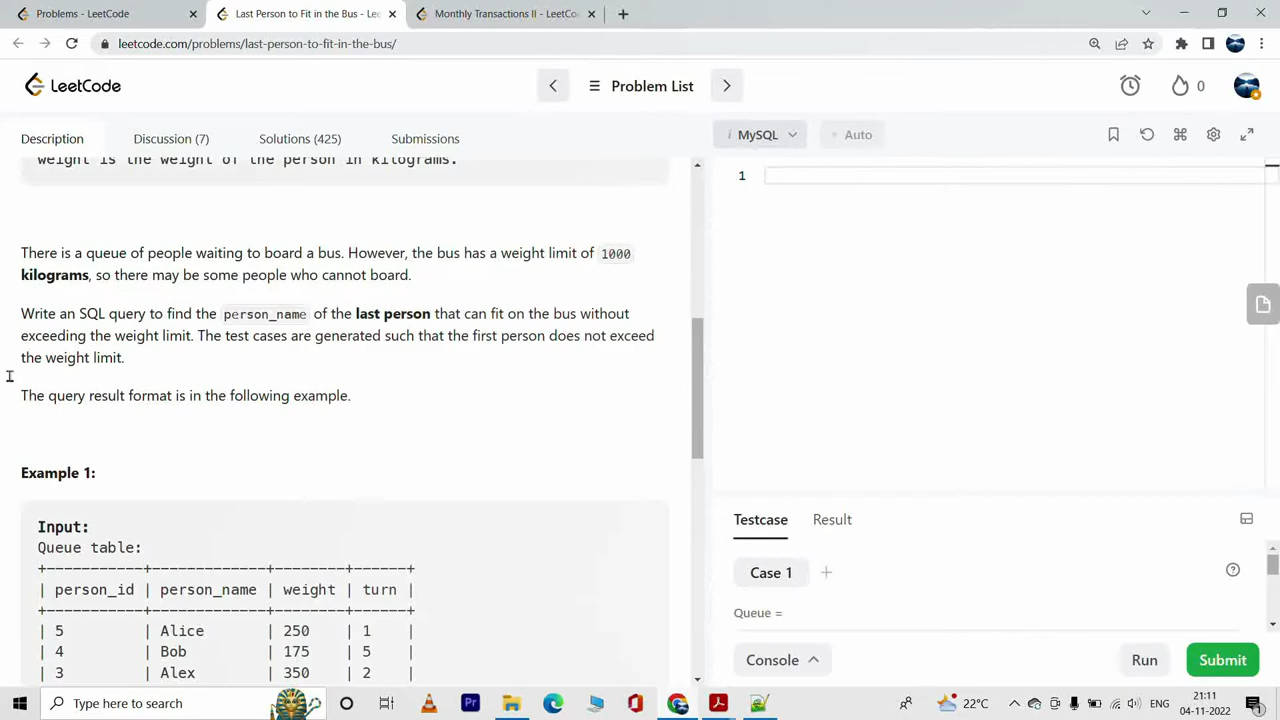 Problems - LeetCode
Last Person to Fit in the Bus - Lee
Monthly Transactions II - LeetCo
leetcode.com/problems/last-person-to-fit-in-the-bus/
LeetCode
Problem List
0
Description
Discussion (7)
Solutions (425)
Submissions
i MySQL
Auto
weight is the weight of the person in kilograms.
1
There is a queue of people waiting to board a bus. However, the bus has a weight limit of 1000
kilograms, so there may be some people who cannot board.
Write an SQL query to find the person_name of the last person that can fit on the bus without
exceeding the weight limit. The test cases are generated such that the first person does not exceed
the weight limit.
The query result format is in the following example.
Example 1:
Input:
Queue table:
+-----------+-------------+--------+------+
| person_id | person_name | weight | turn |
+-----------+-------------+--------+------+
| 5 | Alice | 250 | 1 |
| 4 | Bob | 175 | 5 |
| 3 | Alex | 350 | 2 |
Testcase
Result
Case 1
Queue =
Console
Run
Submit
Type here to search
Pr
22°C
ENG
21:11
04-11-2022
1